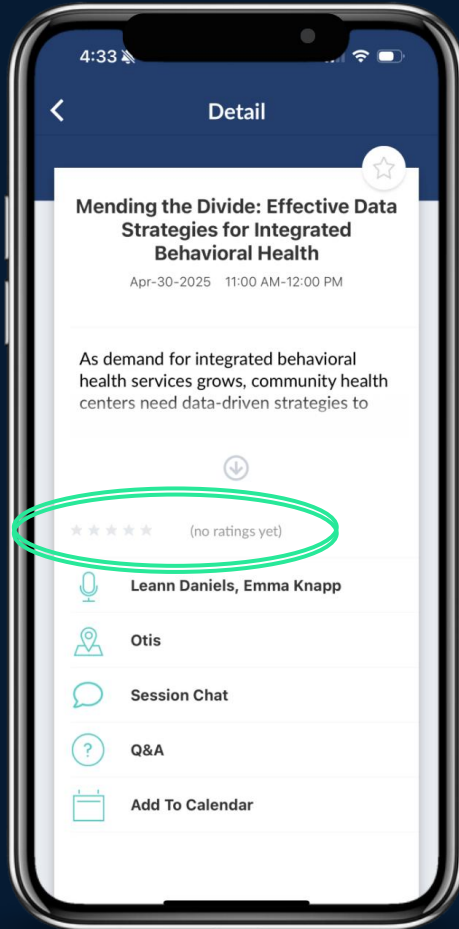 4:33
Detail
Mending the Divide: Effective Data
Strategies for Integrated
Behavioral Health
Apr-30-2025 11:00 AM-12:00 PM
As demand for integrated behavioral
health services grows, community health
centers need data-driven strategies to
(no ratings yet)
Leann Daniels, Emma Knapp
Otis
Session Chat
?
Q&A
Add To Calendar